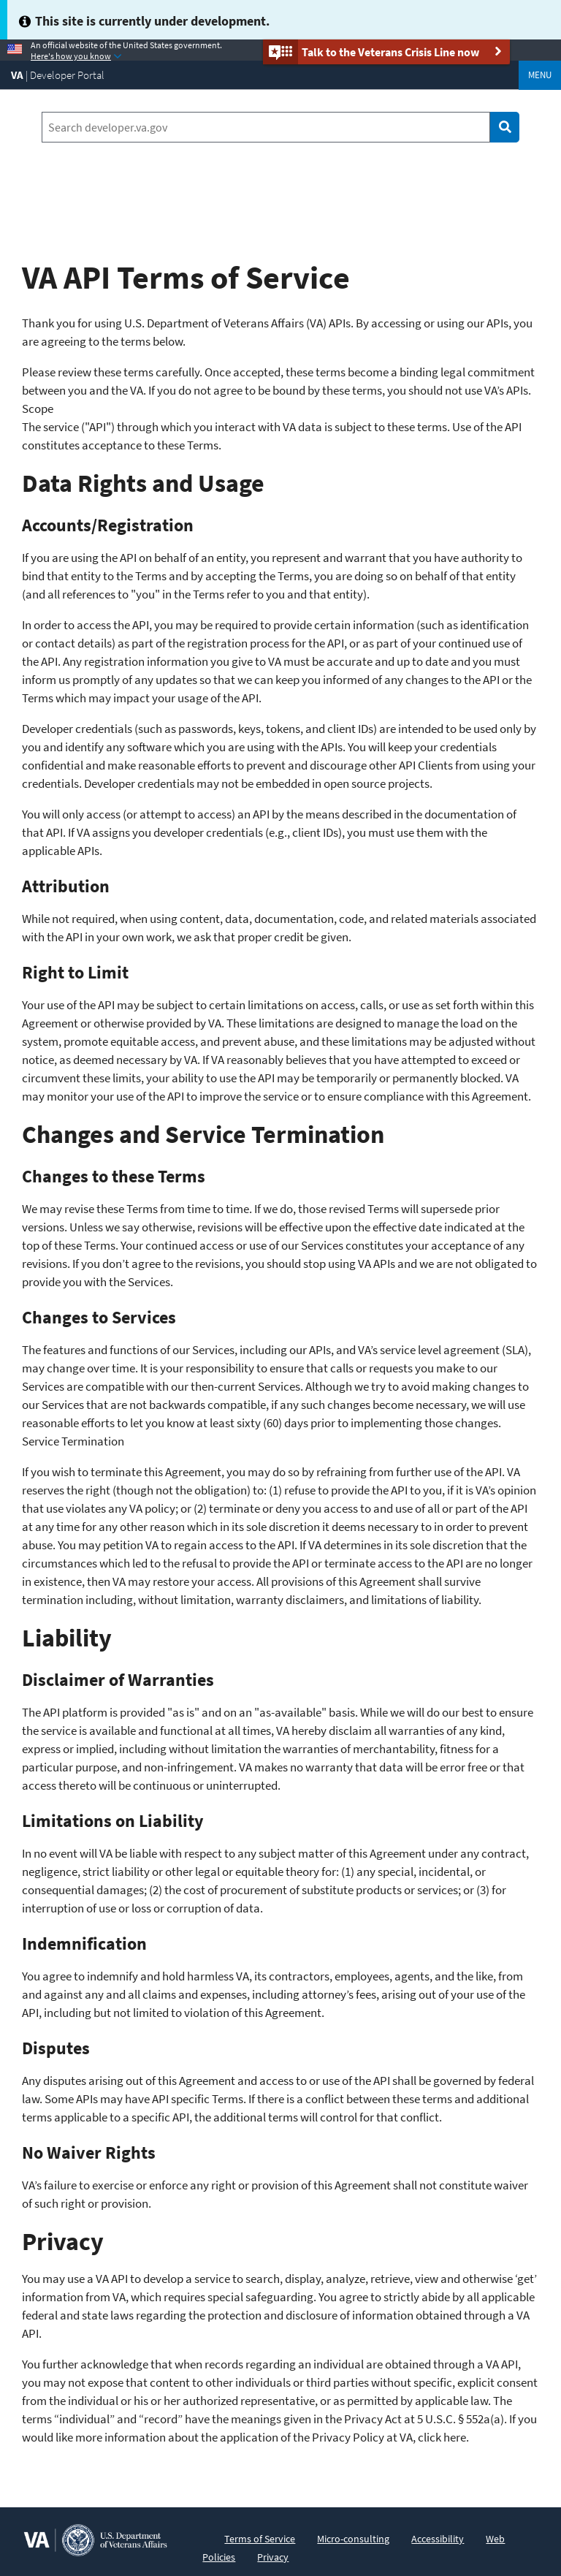 This site is currently under development.
An official website of the United States government.
Here's how you know
Talk to the Veterans Crisis Line now
VA | Developer Portal
MENU
Search developer.va.gov
VA API Terms of Service
Thank you for using U.S. Department of Veterans Affairs (VA) APIs. By accessing or using our APIs, you
are agreeing to the terms below.
Please review these terms carefully. Once accepted, these terms become a binding legal commitment
between you and the VA. If you do not agree to be bound by these terms, you should not use VA’s APIs.
Scope
The service ("API") through which you interact with VA data is subject to these terms. Use of the API
constitutes acceptance to these Terms.
Data Rights and Usage
Accounts/Registration
If you are using the API on behalf of an entity, you represent and warrant that you have authority to
bind that entity to the Terms and by accepting the Terms, you are doing so on behalf of that entity
(and all references to "you" in the Terms refer to you and that entity).
In order to access the API, you may be required to provide certain information (such as identification
or contact details) as part of the registration process for the API, or as part of your continued use of
the API. Any registration information you give to VA must be accurate and up to date and you must
inform us promptly of any updates so that we can keep you informed of any changes to the API or the
Terms which may impact your usage of the API.
Developer credentials (such as passwords, keys, tokens, and client IDs) are intended to be used only by
you and identify any software which you are using with the APIs. You will keep your credentials
confidential and make reasonable efforts to prevent and discourage other API Clients from using your
credentials. Developer credentials may not be embedded in open source projects.
You will only access (or attempt to access) an API by the means described in the documentation of
that API. If VA assigns you developer credentials (e.g., client IDs), you must use them with the
applicable APIs.
Attribution
While not required, when using content, data, documentation, code, and related materials associated
with the API in your own work, we ask that proper credit be given.
Right to Limit
Your use of the API may be subject to certain limitations on access, calls, or use as set forth within this
Agreement or otherwise provided by VA. These limitations are designed to manage the load on the
system, promote equitable access, and prevent abuse, and these limitations may be adjusted without
notice, as deemed necessary by VA. If VA reasonably believes that you have attempted to exceed or
circumvent these limits, your ability to use the API may be temporarily or permanently blocked. VA
may monitor your use of the API to improve the service or to ensure compliance with this Agreement.
Changes and Service Termination
Changes to these Terms
We may revise these Terms from time to time. If we do, those revised Terms will supersede prior
versions. Unless we say otherwise, revisions will be effective upon the effective date indicated at the
top of these Terms. Your continued access or use of our Services constitutes your acceptance of any
revisions. If you don’t agree to the revisions, you should stop using VA APIs and we are not obligated to
provide you with the Services.
Changes to Services
The features and functions of our Services, including our APIs, and VA’s service level agreement (SLA),
may change over time. It is your responsibility to ensure that calls or requests you make to our
Services are compatible with our then-current Services. Although we try to avoid making changes to
our Services that are not backwards compatible, if any such changes become necessary, we will use
reasonable efforts to let you know at least sixty (60) days prior to implementing those changes.
Service Termination
If you wish to terminate this Agreement, you may do so by refraining from further use of the API. VA
reserves the right (though not the obligation) to: (1) refuse to provide the API to you, if it is VA’s opinion
that use violates any VA policy; or (2) terminate or deny you access to and use of all or part of the API
at any time for any other reason which in its sole discretion it deems necessary to in order to prevent
abuse. You may petition VA to regain access to the API. If VA determines in its sole discretion that the
circumstances which led to the refusal to provide the API or terminate access to the API are no longer
in existence, then VA may restore your access. All provisions of this Agreement shall survive
termination including, without limitation, warranty disclaimers, and limitations of liability.
Liability
Disclaimer of Warranties
The API platform is provided "as is" and on an "as-available" basis. While we will do our best to ensure
the service is available and functional at all times, VA hereby disclaim all warranties of any kind,
express or implied, including without limitation the warranties of merchantability, fitness for a
particular purpose, and non-infringement. VA makes no warranty that data will be error free or that
access thereto will be continuous or uninterrupted.
Limitations on Liability
In no event will VA be liable with respect to any subject matter of this Agreement under any contract,
negligence, strict liability or other legal or equitable theory for: (1) any special, incidental, or
consequential damages; (2) the cost of procurement of substitute products or services; or (3) for
interruption of use or loss or corruption of data.
Indemnification
You agree to indemnify and hold harmless VA, its contractors, employees, agents, and the like, from
and against any and all claims and expenses, including attorney’s fees, arising out of your use of the
API, including but not limited to violation of this Agreement.
Disputes
Any disputes arising out of this Agreement and access to or use of the API shall be governed by federal
law. Some APIs may have API specific Terms. If there is a conflict between these terms and additional
terms applicable to a specific API, the additional terms will control for that conflict.
No Waiver Rights
VA’s failure to exercise or enforce any right or provision of this Agreement shall not constitute waiver
of such right or provision.
Privacy
You may use a VA API to develop a service to search, display, analyze, retrieve, view and otherwise ‘get’
information from VA, which requires special safeguarding. You agree to strictly abide by all applicable
federal and state laws regarding the protection and disclosure of information obtained through a VA
API.
You further acknowledge that when records regarding an individual are obtained through a VA API,
you may not expose that content to other individuals or third parties without specific, explicit consent
from the individual or his or her authorized representative, or as permitted by applicable law. The
terms “individual” and “record” have the meanings given in the Privacy Act at 5 U.S.C. § 552a(a). If you
would like more information about the application of the Privacy Policy at VA, click here.
VA | U.S. Department
of Veterans Affairs
Terms of Service Micro-consulting Accessibility Web
Policies Privacy